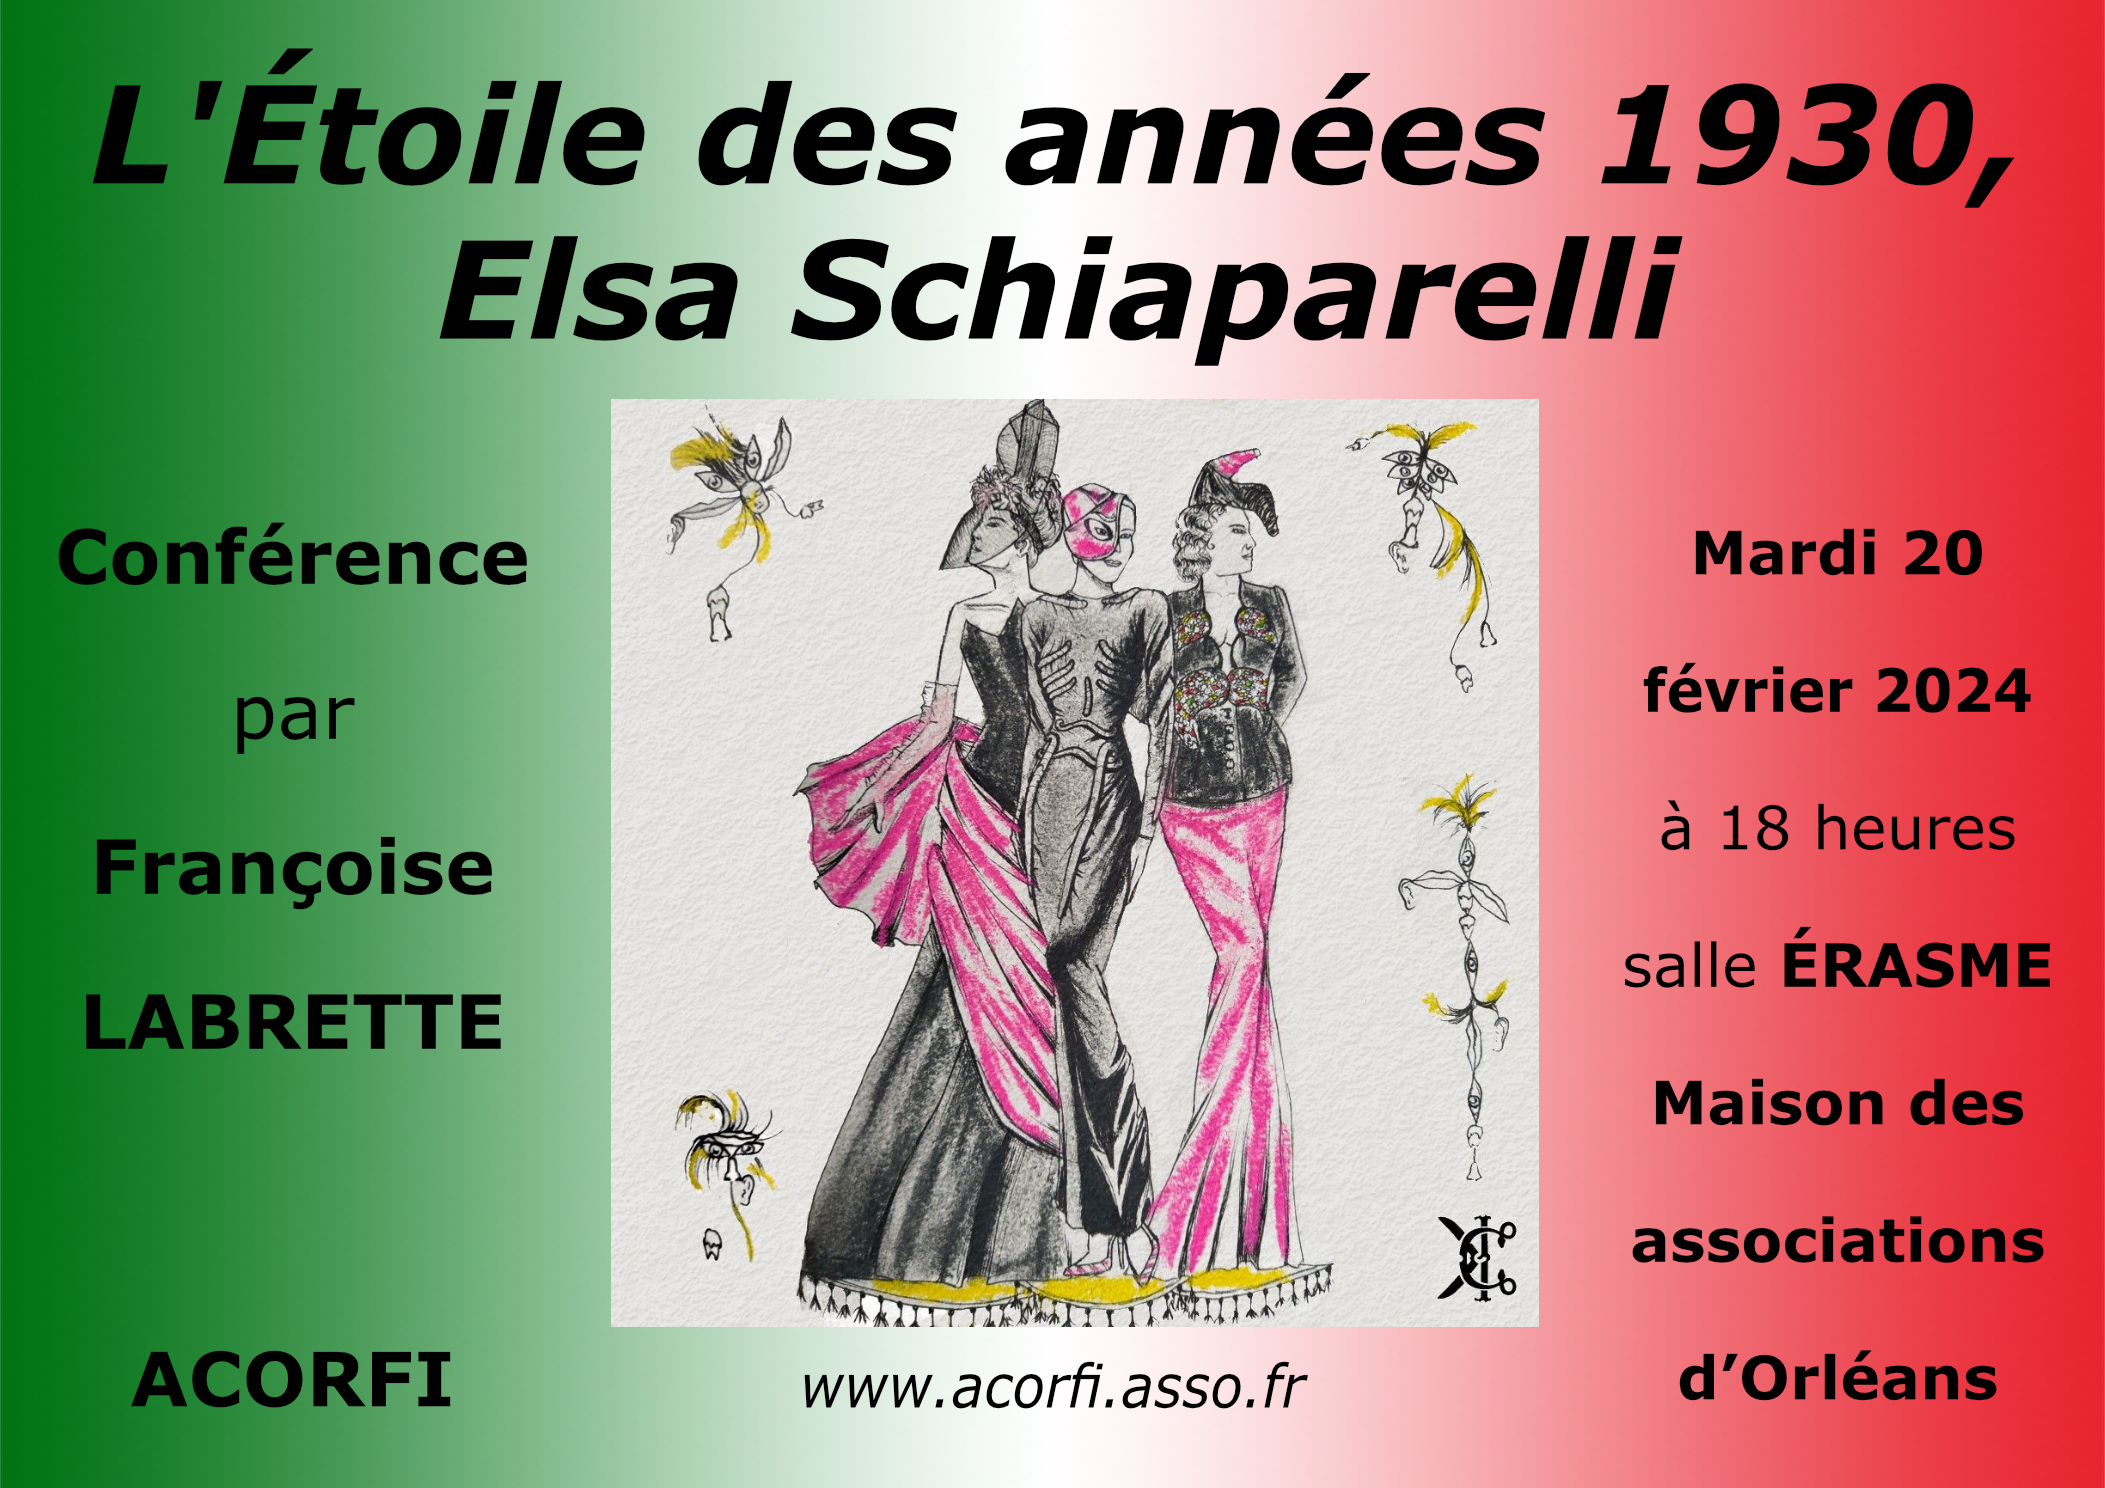 L'Étoile des années 1930,
Elsa Schiaparelli
Conférence
par
Françoise
LABRETTE
ACORFI
www.acorfi.asso.fr
Mardi 20
février 2024
à 18 heures
salle ÉRASME
Maison des
associations
d’Orléans